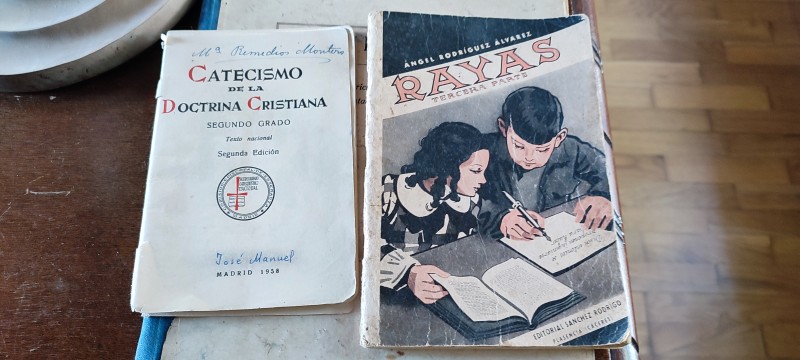 Mª Remedios Montoro
CATECISMO
DE LA
DOCTRINA CRISTIANA
SEGUNDO GRADO
Texto nacional
Segunda Edición
José Manuel
MADRID 1958
ÁNGEL RODRÍGUEZ ÁLVAREZ
RAYAS
TERCERA PARTE
EDITORIAL SANCHEZ RODRIGO
PLASENCIA (CÁCERES)